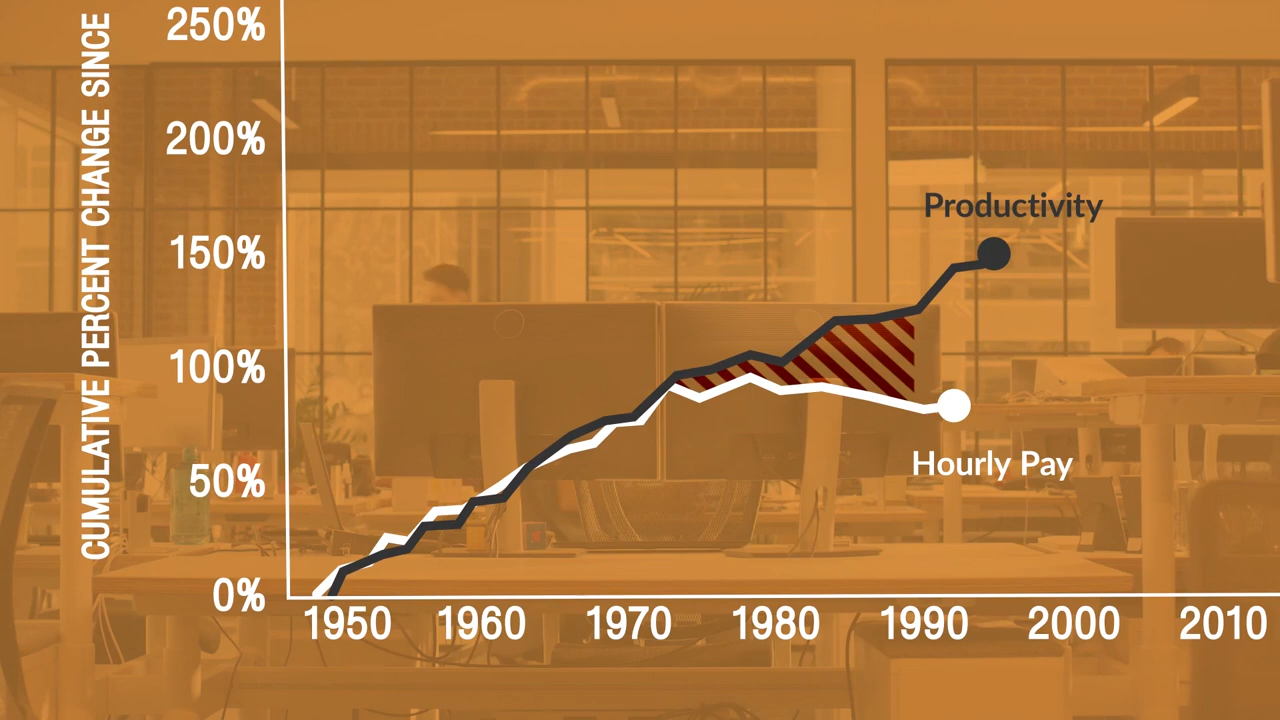 CUMULATIVE PERCENT CHANGE SINCE
250%
200%
150%
100%
50%
0%
Productivity
Hourly Pay
1950 1960 1970 1980 1990 2000 2010